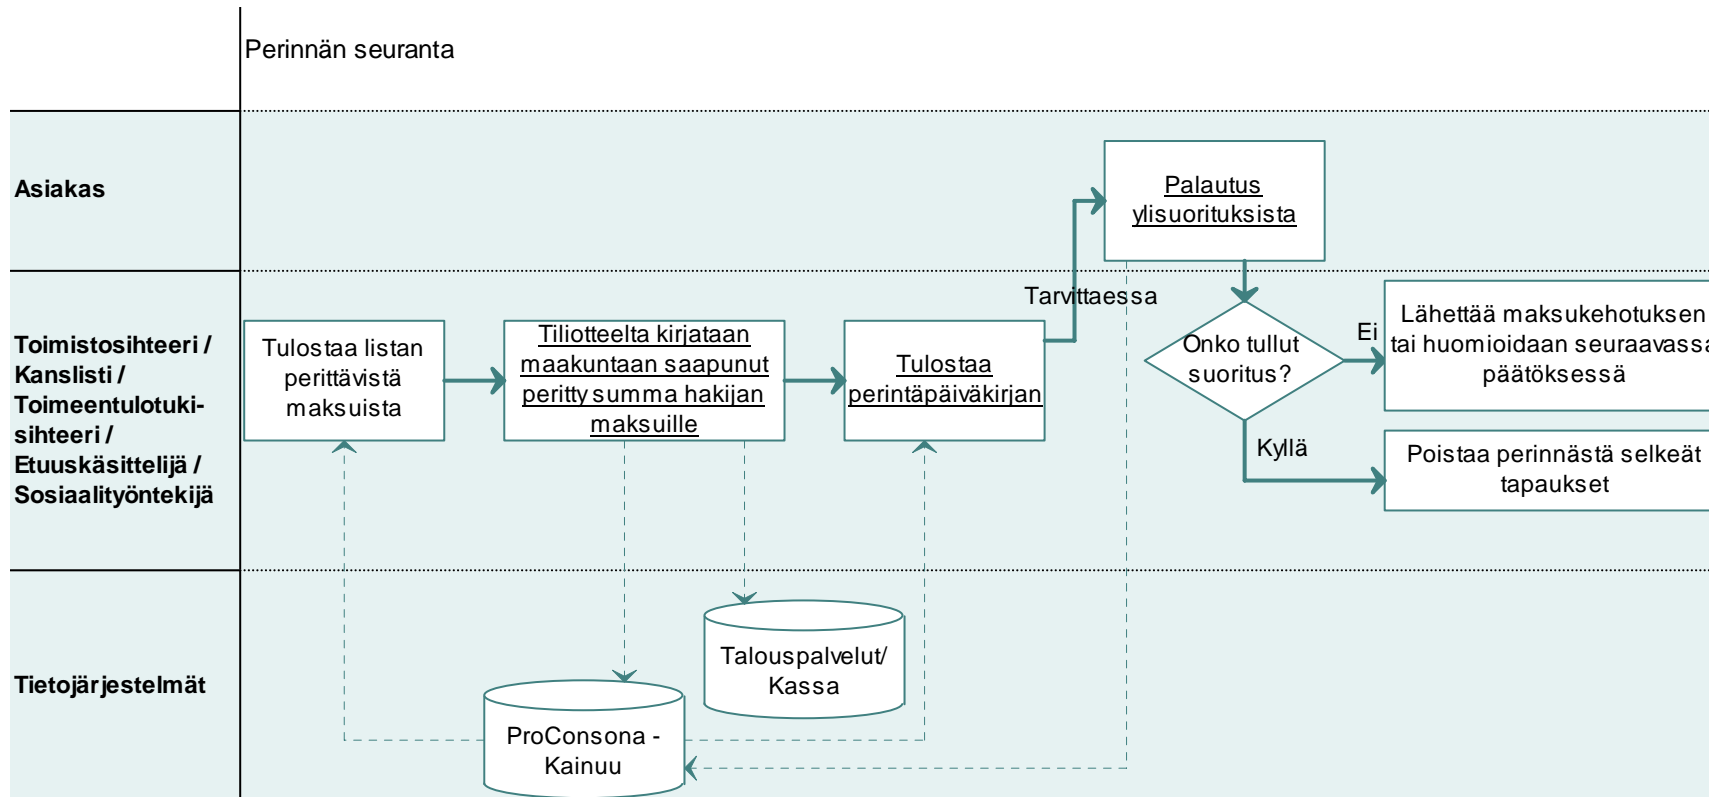 Perinnän seuranta
Asiakas
Palautus
ylisuorituksista
Tarvittaessa
Toimistosihteeri /
Kanslisti /
Toimeentulotuki-
sihteeri /
Etuuskäsittelijä /
Sosiaalityöntekijä
Tulostaa listan
perittävistä
maksuista
Tiliotteelta kirjataan
maakuntaan saapunut
peritty summa hakijan
maksuille
Tulostaa
perintäpäiväkirjan
Onko tullut
suoritus?
Ei
Lähettää maksukehotuksen
tai huomioidaan seuraavassa
päätöksessä
Kyllä
Poistaa perinnästä selkeät
tapaukset
Tietojärjestelmät
Talouspalvelut/
Kassa
ProConsona -
Kainuu